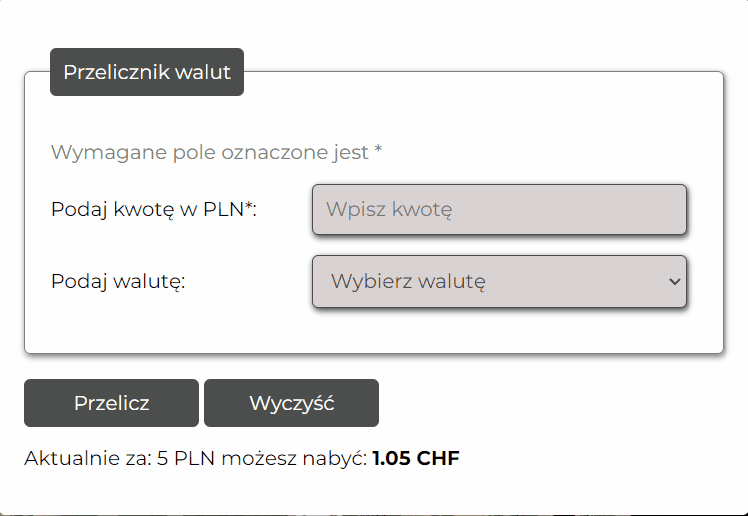 Przelicznik walut
Wymagane pole oznaczone jest *
Podaj kwotę w PLN*: Wpisz kwotę
Podaj walutę: Wybierz walutę
Przelicz Wyczyść
Aktualnie za: 5 PLN możesz nabyć: 1.05 CHF